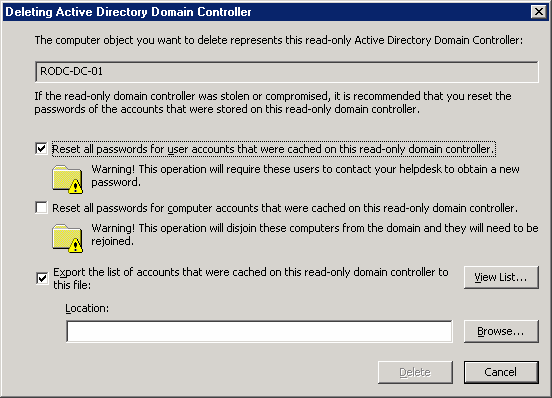 Deleting Active Directory Domain Controller
The computer object you want to delete represents this read-only Active Directory Domain Controller:
RODC-DC-01
If the read-only domain controller was stolen or compromised, it is recommended that you reset the
passwords of the accounts that were stored on this read-only domain controller.
Reset all passwords for user accounts that were cached on this read-only domain controller.
Warning! This operation will require these users to contact your helpdesk to obtain a new
password.
Reset all passwords for computer accounts that were cached on this read-only domain controller.
Warning! This operation will disjoin these computers from the domain and they will need to be
rejoined.
Export the list of accounts that were cached on this read-only domain controller to
this file:
View List...
Location:
Browse...
Delete
Cancel